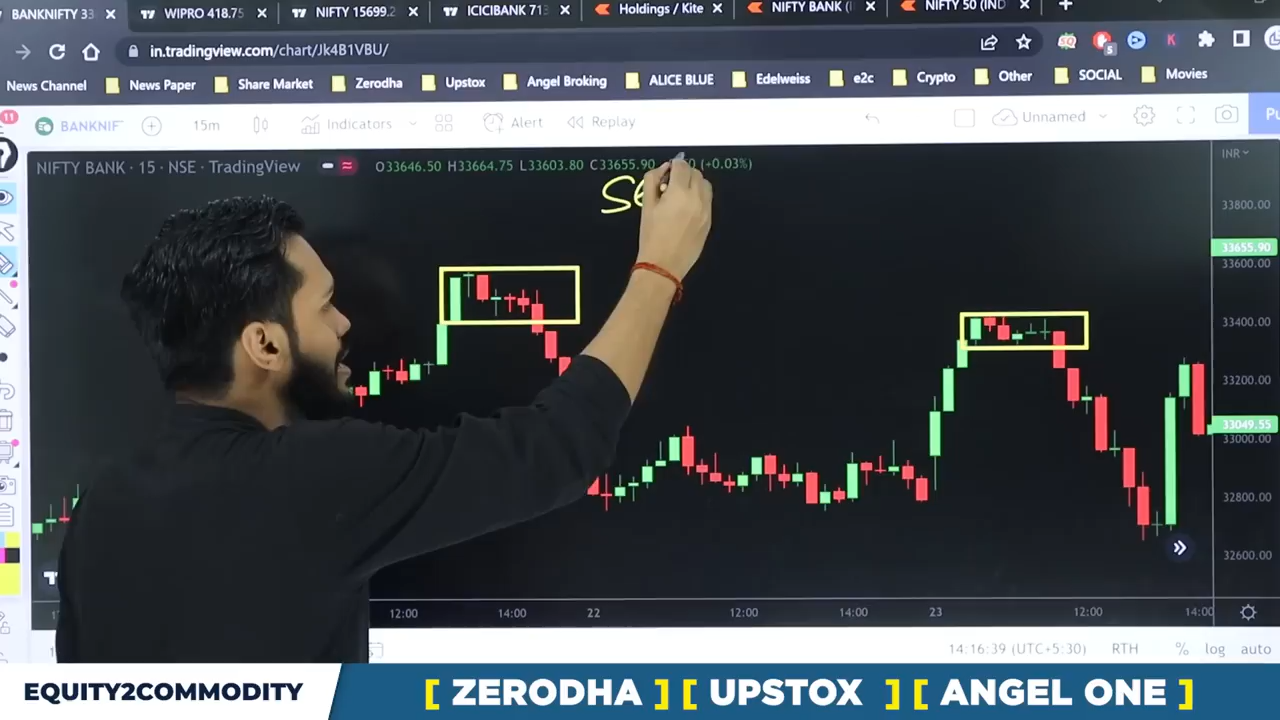 BANKNIFTY 33
WIPRO 418.75
NIFTY 15699.2
ICICIBANK 713
Holdings / Kite
NIFTY BANK (I
NIFTY 50 (IND
in.tradingview.com/chart/Jk4B1VBU/
News Channel
News Paper
Share Market
Zerodha
Upstox
Angel Broking
ALICE BLUE
Edelweiss
e2c
Crypto
Other
SOCIAL
Movies
11
BANKNIF
15m
Indicators
Alert
Replay
Unnamed
Pu
NIFTY BANK · 15 · NSE · TradingView
O33646.50 H33664.75 L33603.80 C33655.90
(+0.03%)
INR
Se
33800.00
33655.90
33600.00
33400.00
33200.00
33049.55
33000.00
32800.00
32600.00
12:00
14:00
22
12:00
14:00
23
12:00
14:00
14:16:39 (UTC+5:30)
RTH
%
log
auto
EQUITY2COMMODITY
[ ZERODHA ] [ UPSTOX ] [ ANGEL ONE ]